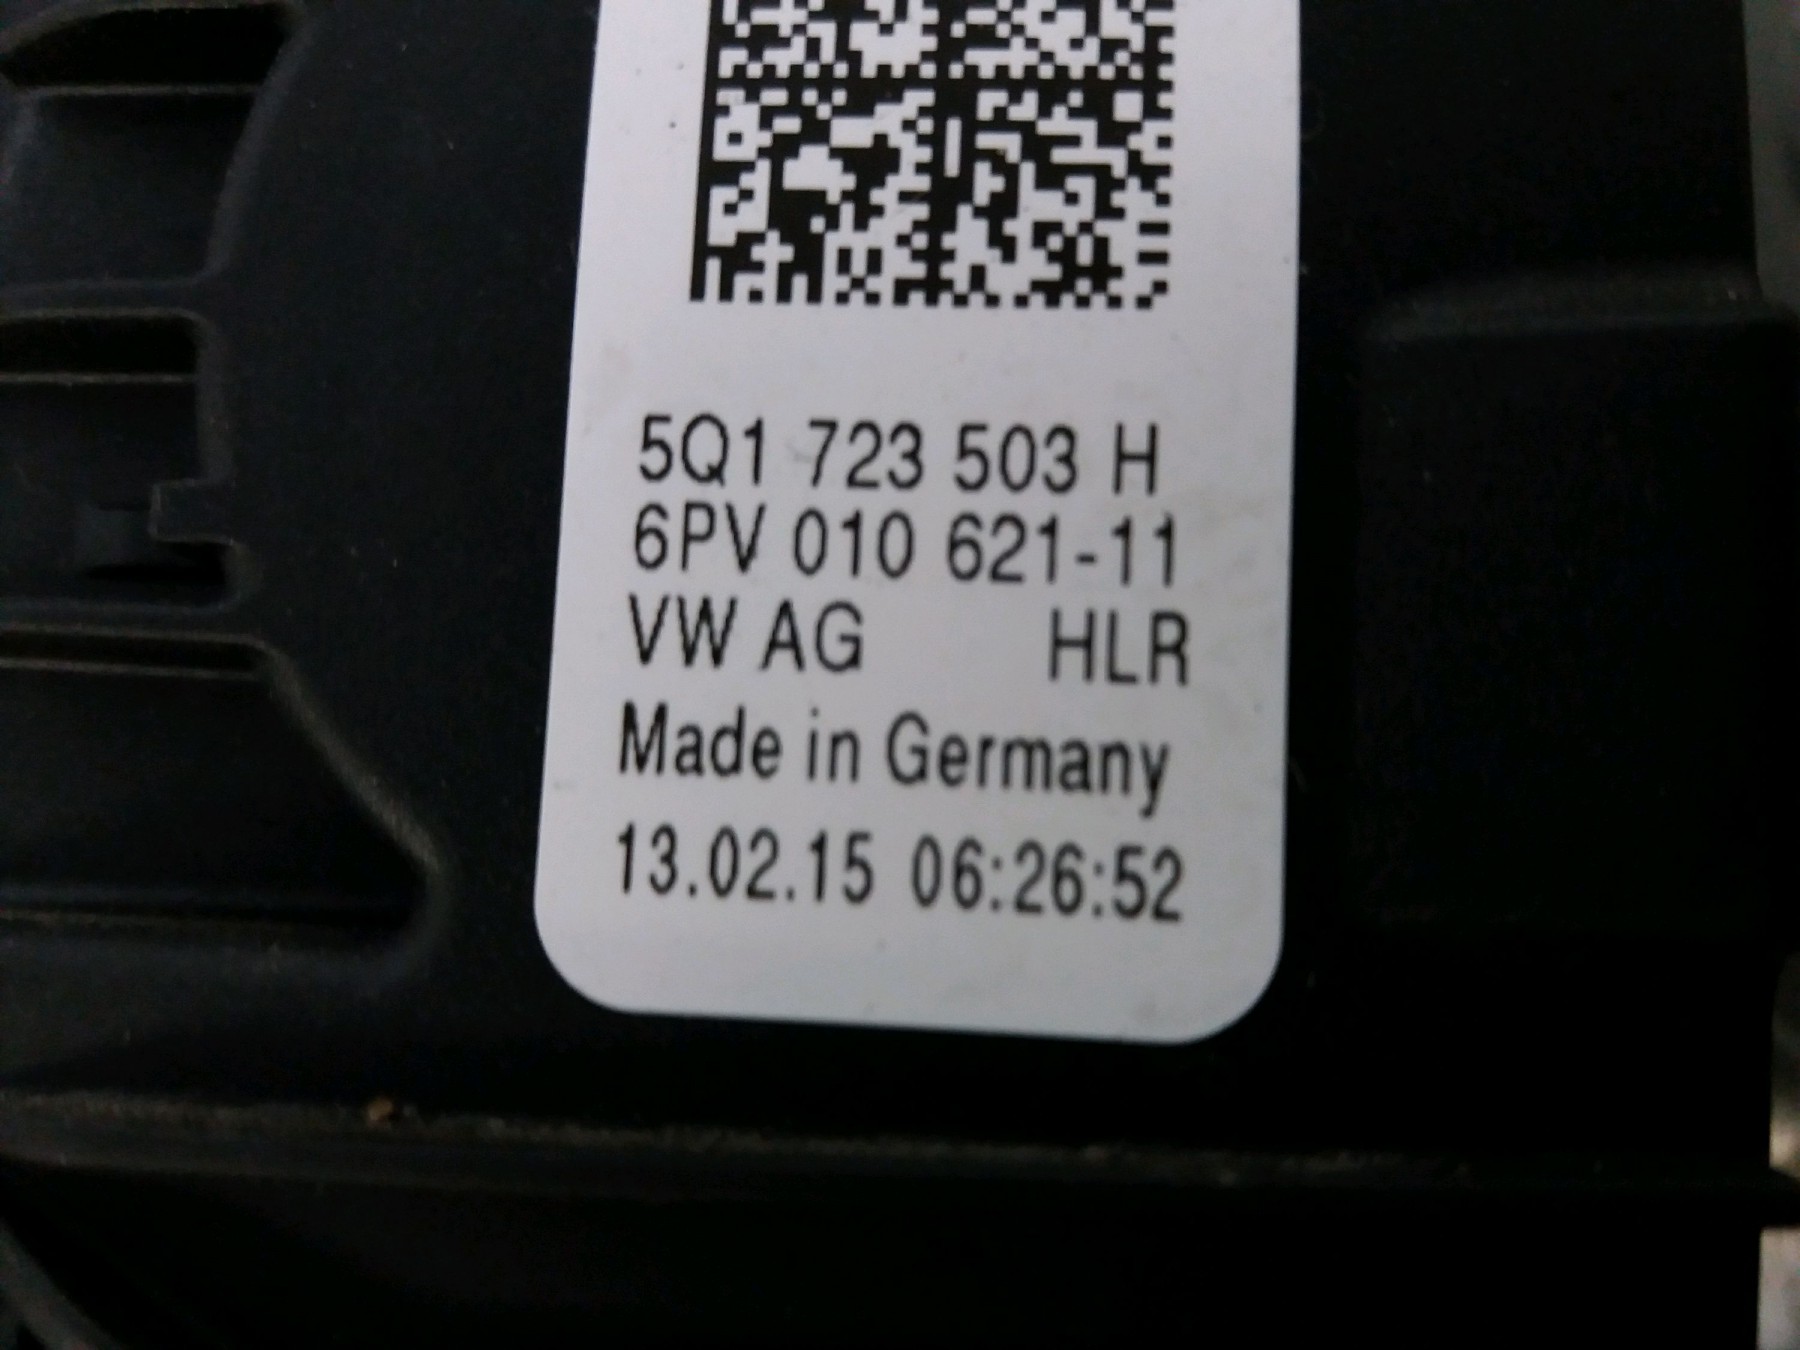 5Q1 723 503 H
6PV 010 621-11
VW AG HLR
Made in Germany
13.02.15 06:26:52